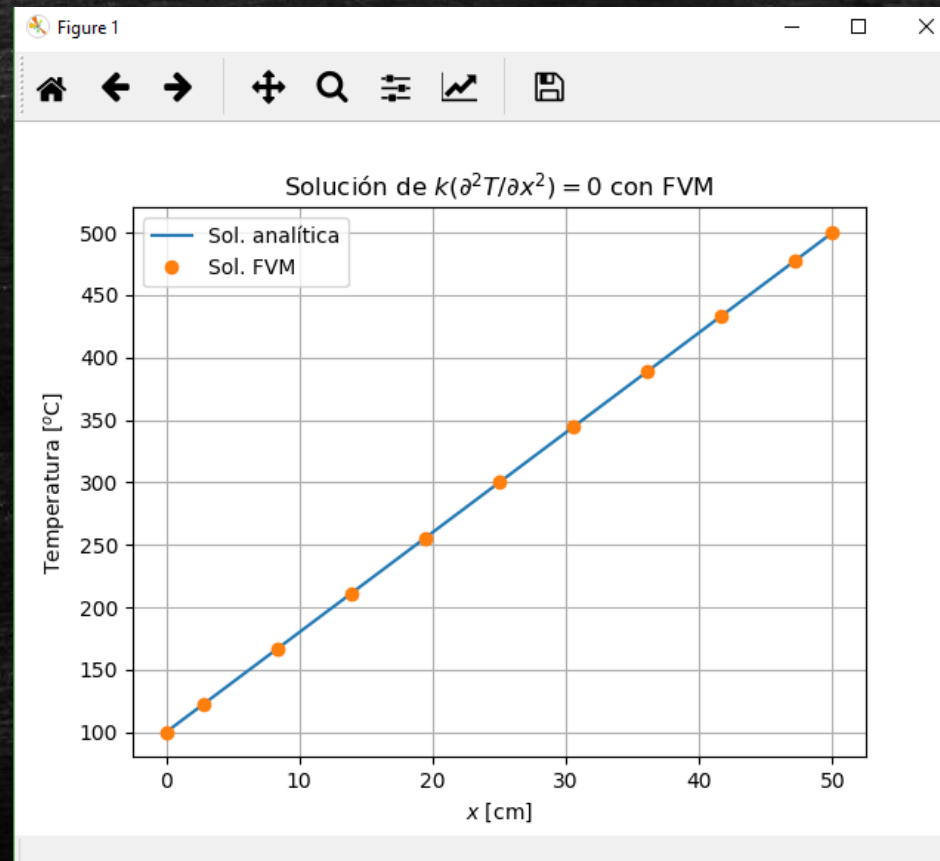 Figure 1
Solución de k(∂²T/∂x²) = 0 con FVM
Sol. analítica
Sol. FVM
500
450
400
350
300
250
200
150
100
Temperatura [ºC]
0 10 20 30 40 50
x [cm]